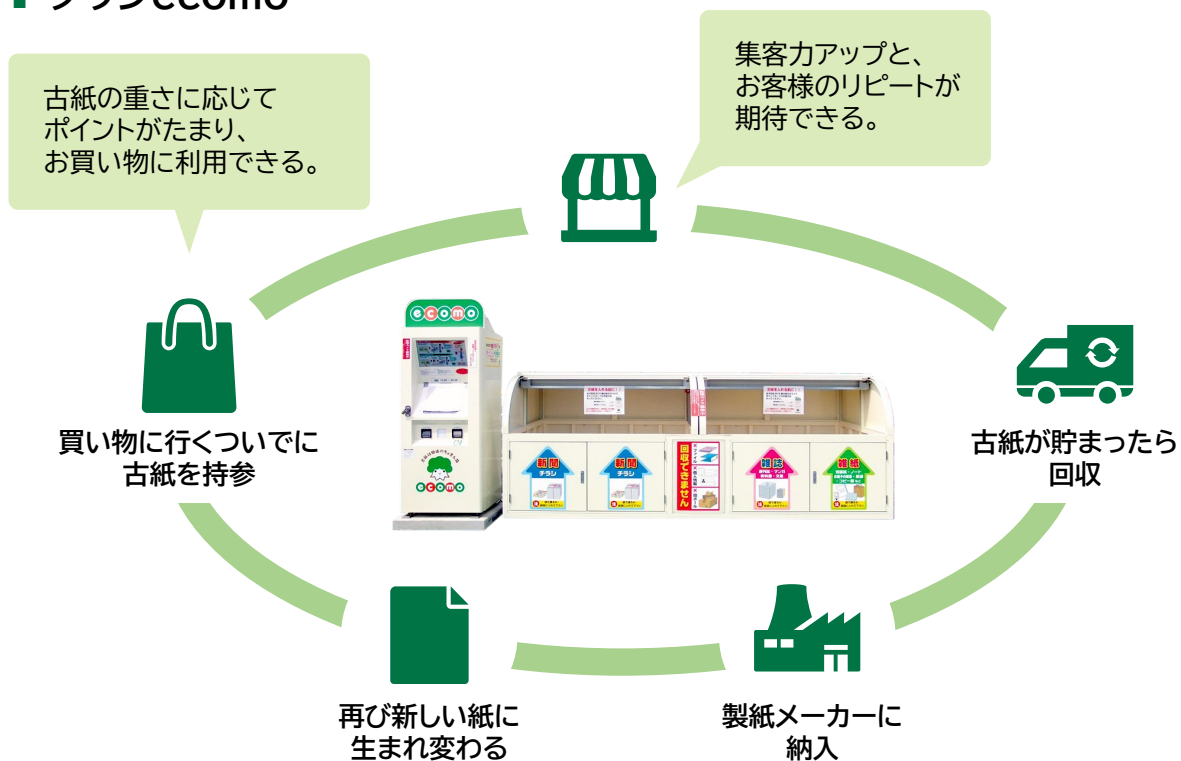 集客力アップと、
お客様のリピートが
期待できる。
古紙の重さに応じて
ポイントがたまり、
お買い物に利用できる。
ecomo
買い物に行くついでに
古紙を持参
古紙が貯まったら
回収
新聞
チラシ
新聞
チラシ
回収できません
雑誌
雑紙
ecomo
再び新しい紙に
生まれ変わる
製紙メーカーに
納入